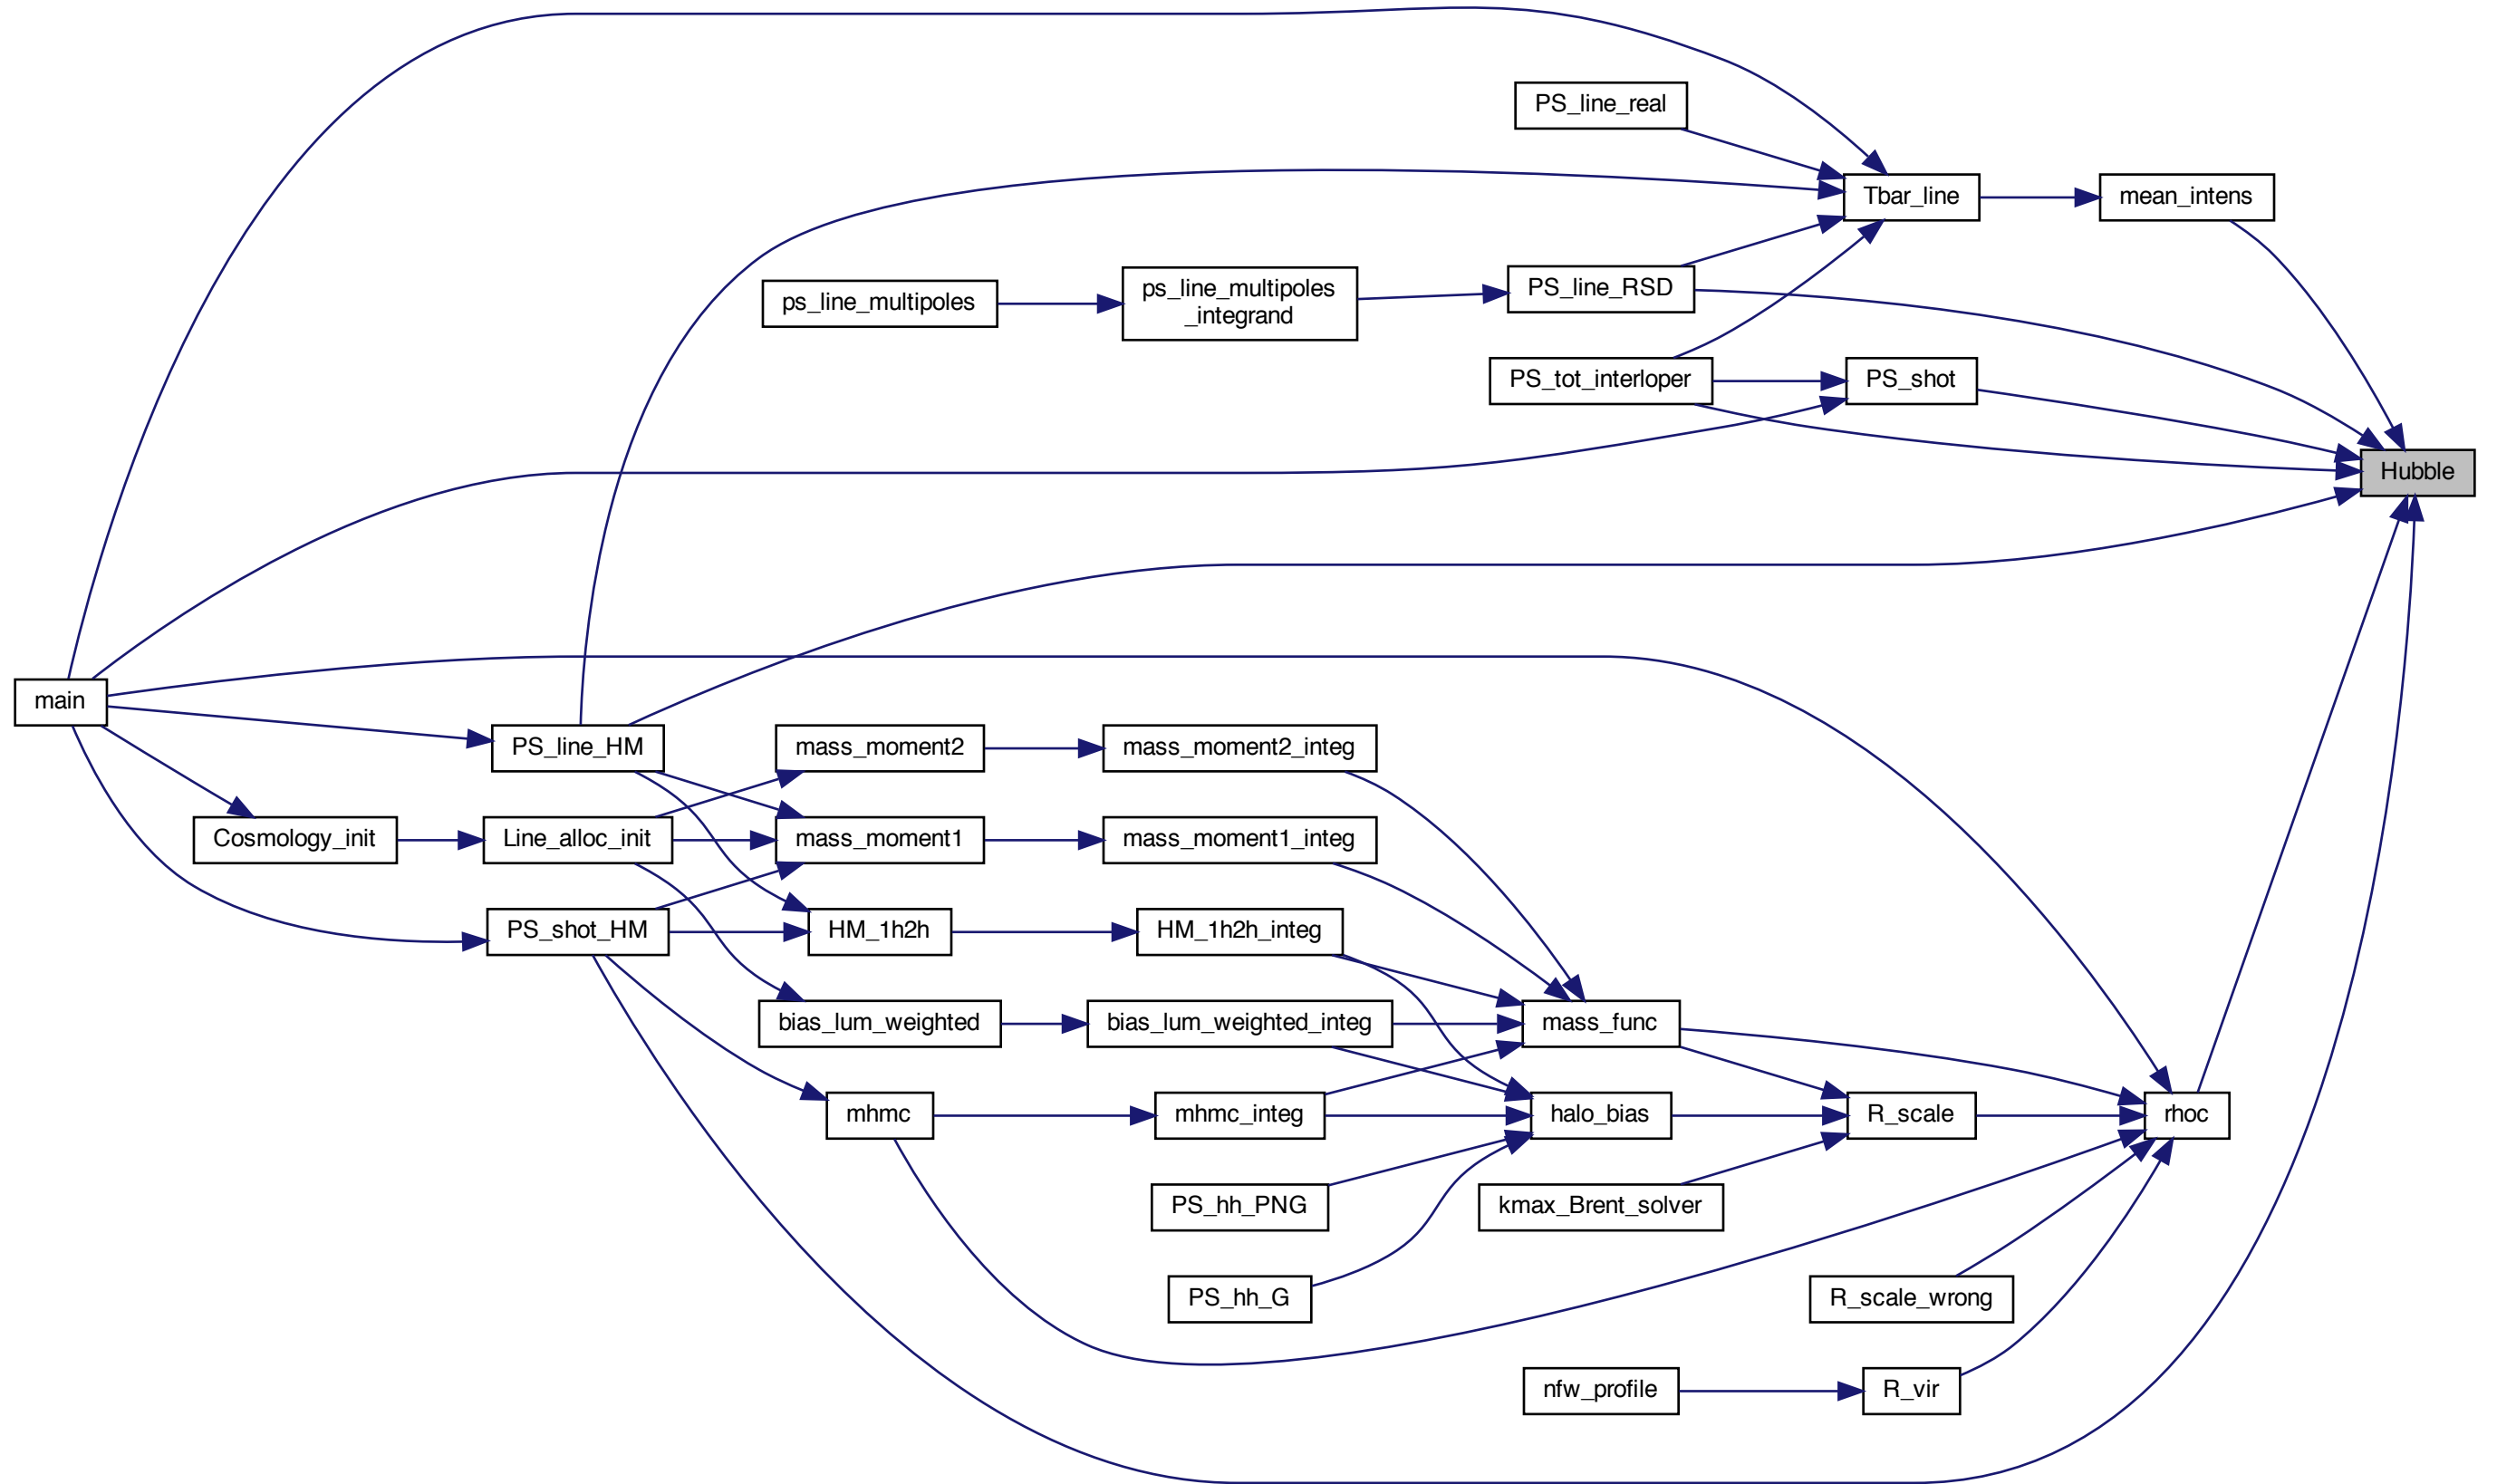 PS_line_real
Tbar_line
mean_intens
ps_line_multipoles
ps_line_multipoles
_integrand
PS_line_RSD
PS_tot_interloper
PS_shot
Hubble
main
PS_line_HM
mass_moment2
mass_moment2_integ
Cosmology_init
Line_alloc_init
mass_moment1
mass_moment1_integ
PS_shot_HM
HM_1h2h
HM_1h2h_integ
bias_lum_weighted
bias_lum_weighted_integ
mass_func
mhmc
mhmc_integ
halo_bias
R_scale
rhoc
PS_hh_PNG
kmax_Brent_solver
PS_hh_G
R_scale_wrong
nfw_profile
R_vir